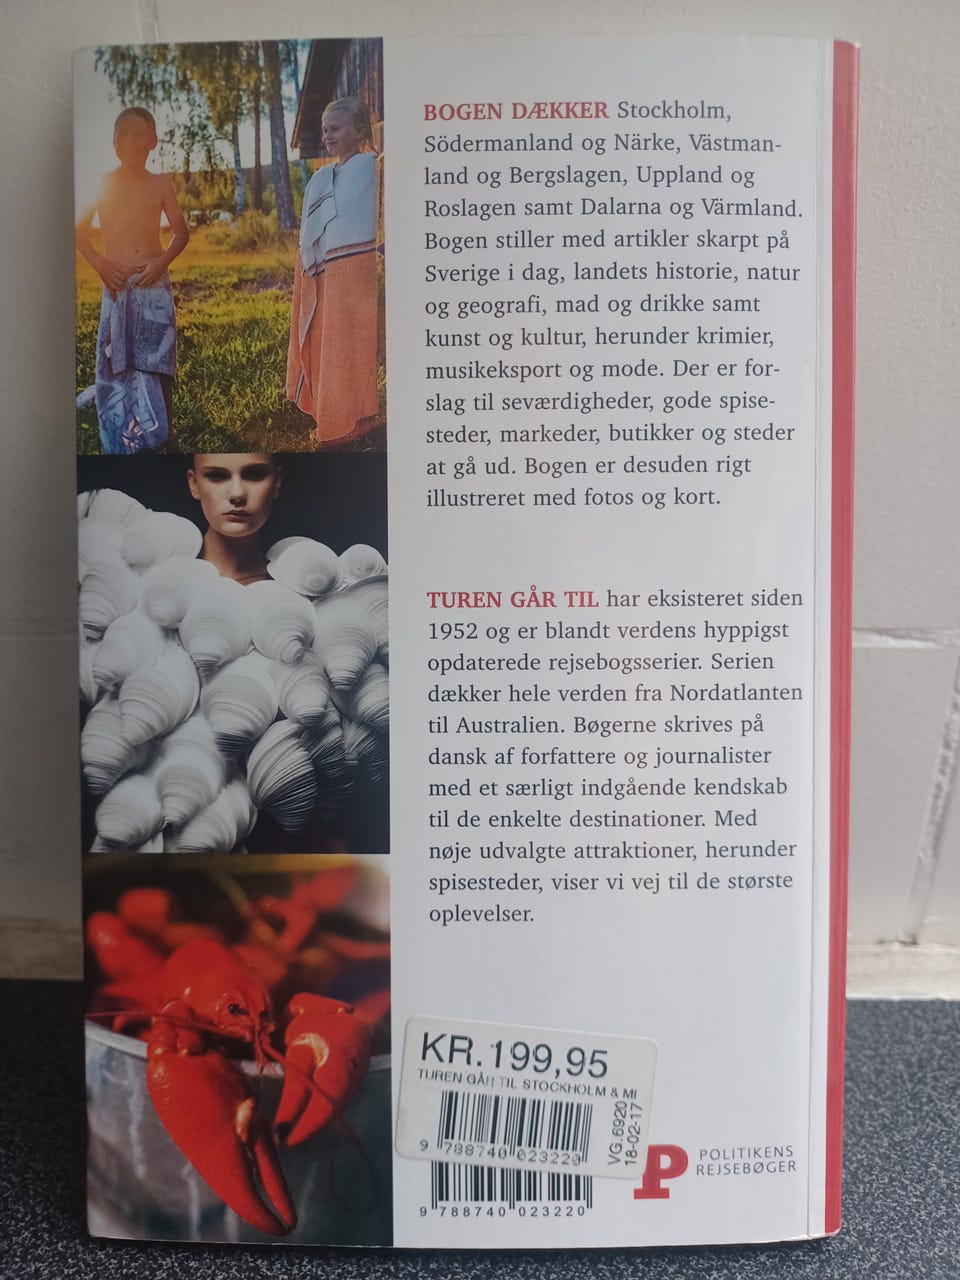 BOGEN DÆKKER Stockholm,
Södermanland og Närke, Västman-
land og Bergslagen, Uppland og
Roslagen samt Dalarna og Värmland.
Bogen stiller med artikler skarpt på
Sverige i dag, landets historie, natur
og geografi, mad og drikke samt
kunst og kultur, herunder krimier,
musikeksport og mode. Der er for-
slag til seværdigheder, gode spise-
steder, markeder, butikker og steder
at gå ud. Bogen er desuden rigt
illustreret med fotos og kort.
TUREN GÅR TIL har eksisteret siden
1952 og er blandt verdens hyppigst
opdaterede rejsebogsserier. Serien
dækker hele verden fra Nordatlanten
til Australien. Bøgerne skrives på
dansk af forfattere og journalister
med et særligt indgående kendskab
til de enkelte destinationer. Med
nøje udvalgte attraktioner, herunder
spisesteder, viser vi vej til de største
oplevelser.
KR.199,95
TUREN GÅR TIL STOCKHOLM & MI
9 788740 023220
VG.6920
18-02-17
9 788740 023220
P
POLITIKENS
REJSEBØGER